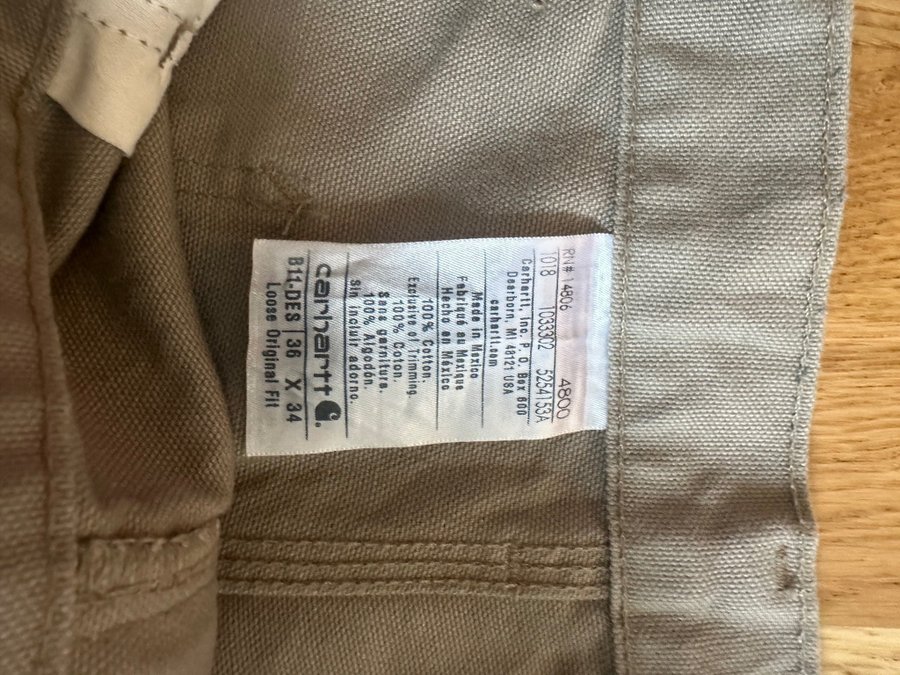 RN# 14806 4800
1018 1033302 5254153A
Carhartt, Inc. P. O. Box 600
Dearborn, MI 48121 USA
carhartt.com
Made in Mexico
Fabriqué au Mexique
Hecho en México
100% Cotton.
Exclusive of Trimming
100% Coton.
Sans garniture.
100% Algodón.
Sin incluir adorno.
carhartt
B11-DES | 36 X 34
Loose Original Fit